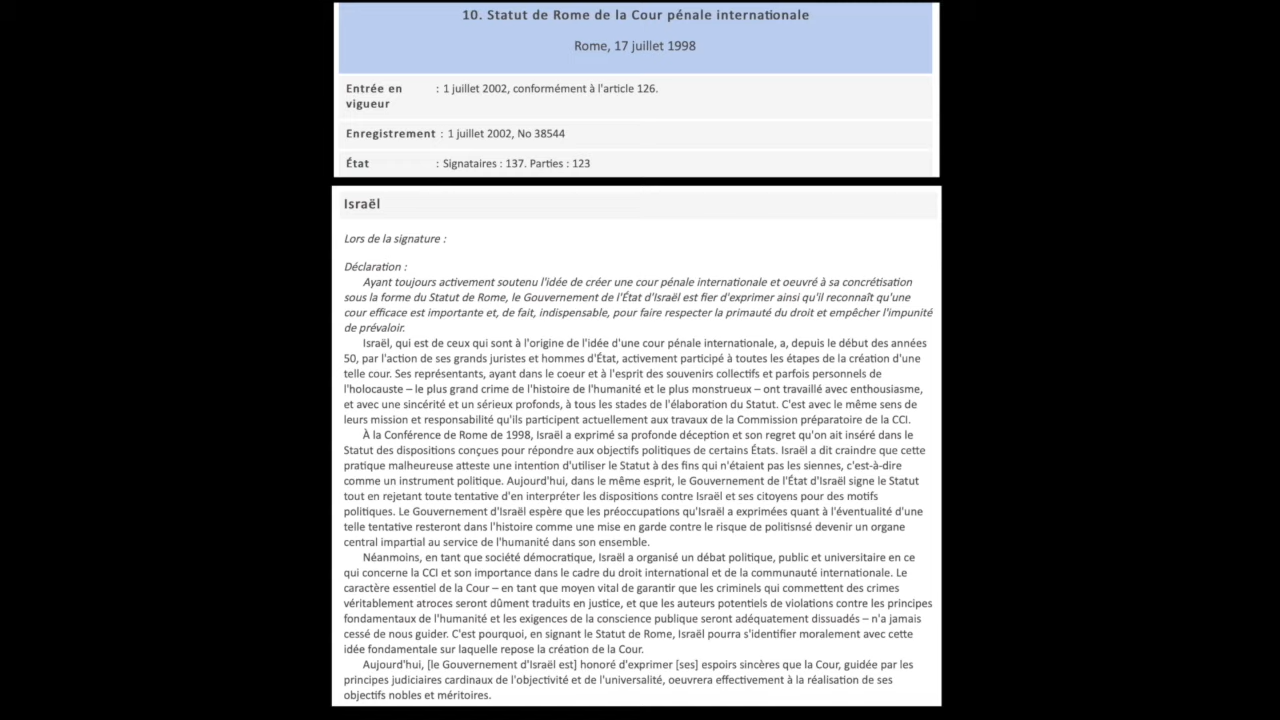 10. Statut de Rome de la Cour pénale internationale
Rome, 17 juillet 1998
Entrée en vigueur : 1 juillet 2002, conformément à l'article 126.
Enregistrement : 1 juillet 2002, No 38544
État : Signataires : 137. Parties : 123
Israël
Lors de la signature :
Déclaration :
Ayant toujours activement soutenu l'idée de créer une cour pénale internationale et oeuvré à sa concrétisation
sous la forme du Statut de Rome, le Gouvernement de l'État d'Israël est fier d'exprimer ainsi qu'il reconnaît qu'une
cour efficace est importante et, de fait, indispensable, pour faire respecter la primauté du droit et empêcher l'impunité
de prévaloir.
Israël, qui est de ceux qui sont à l'origine de l'idée d'une cour pénale internationale, a, depuis le début des années
50, par l'action de ses grands juristes et hommes d'État, activement participé à toutes les étapes de la création d'une
telle cour. Ses représentants, ayant dans le coeur et à l'esprit des souvenirs collectifs et parfois personnels de
l'holocauste – le plus grand crime de l'histoire de l'humanité et le plus monstrueux – ont travaillé avec enthousiasme,
et avec une sincérité et un sérieux profonds, à tous les stades de l'élaboration du Statut. C'est avec le même sens de
leurs mission et responsabilité qu'ils participent actuellement aux travaux de la Commission préparatoire de la CCI.
À la Conférence de Rome de 1998, Israël a exprimé sa profonde déception et son regret qu'on ait inséré dans le
Statut des dispositions conçues pour répondre aux objectifs politiques de certains États. Israël a dit craindre que cette
pratique malheureuse atteste une intention d'utiliser le Statut à des fins qui n'étaient pas les siennes, c'est-à-dire
comme un instrument politique. Aujourd'hui, dans le même esprit, le Gouvernement de l'État d'Israël signe le Statut
tout en rejetant toute tentative d'en interpréter les dispositions contre Israël et ses citoyens pour des motifs
politiques. Le Gouvernement d'Israël espère que les préoccupations qu'Israël a exprimées quant à l'éventualité d'une
telle tentative resteront dans l'histoire comme une mise en garde contre le risque de politisnsé devenir un organe
central impartial au service de l'humanité dans son ensemble.
Néanmoins, en tant que société démocratique, Israël a organisé un débat politique, public et universitaire en ce
qui concerne la CCI et son importance dans le cadre du droit international et de la communauté internationale. Le
caractère essentiel de la Cour – en tant que moyen vital de garantir que les criminels qui commettent des crimes
véritablement atroces seront dûment traduits en justice, et que les auteurs potentiels de violations contre les principes
fondamentaux de l'humanité et les exigences de la conscience publique seront adéquatement dissuadés – n'a jamais
cessé de nous guider. C'est pourquoi, en signant le Statut de Rome, Israël pourra s'identifier moralement avec cette
idée fondamentale sur laquelle repose la création de la Cour.
Aujourd'hui, [le Gouvernement d'Israël est] honoré d'exprimer [ses] espoirs sincères que la Cour, guidée par les
principes judiciaires cardinaux de l'objectivité et de l'universalité, oeuvrera effectivement à la réalisation de ses
objectifs nobles et méritoires.